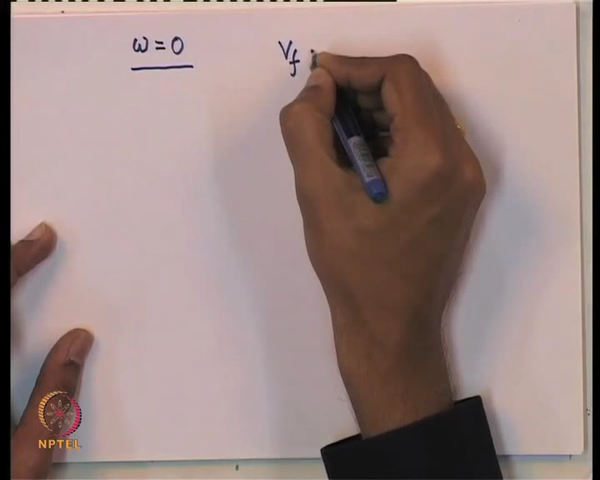 ω = 0
V_f
NPTEL